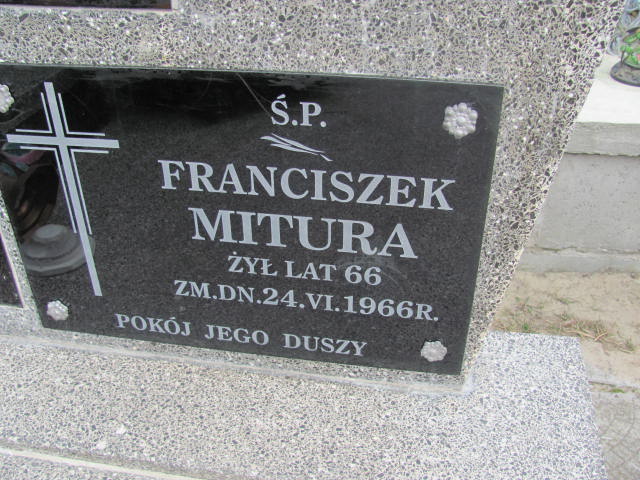 Ś.P.
FRANCISZEK
MITURA
ŻYŁ LAT 66
ZM.DN.24.VI.1966R.
POKÓJ JEGO DUSZY